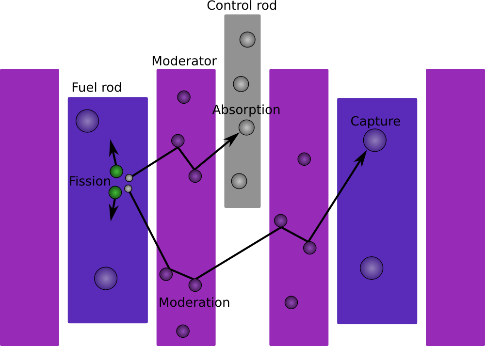 Control rod
Moderator
Fuel rod
Absorption
Capture
Fission
Moderation